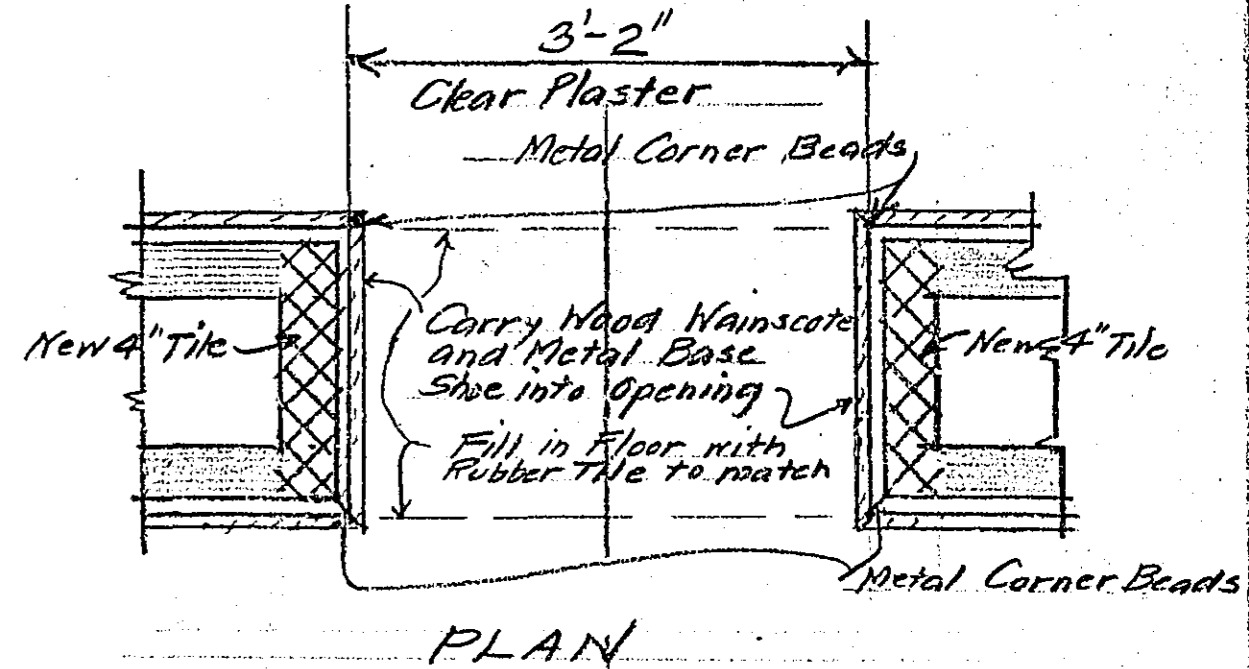 3'-2"
Clear Plaster
Metal Corner Beads
New 4" Tile
Carry Wood Wainscote
and Metal Base
Shoe into Opening
New 4" Tile
Fill in Floor with
Rubber Tile to match
Metal Corner Beads
PLAN